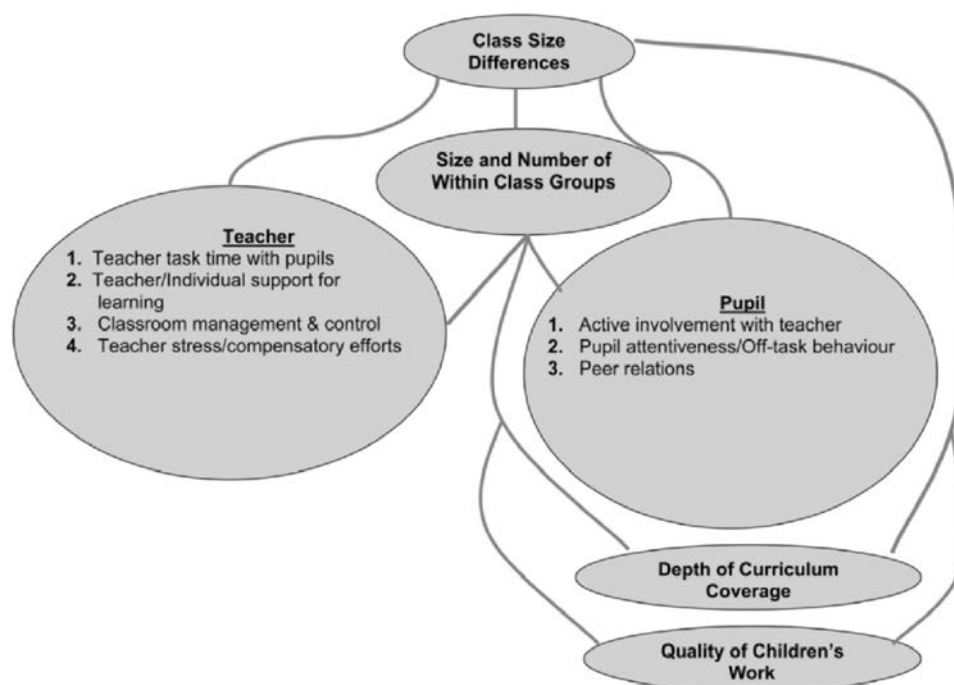 Class Size
Differences
Size and Number of
Within Class Groups
Teacher
1. Teacher task time with pupils
2. Teacher/Individual support for
learning
3. Classroom management & control
4. Teacher stress/compensatory efforts
Pupil
1. Active involvement with teacher
2. Pupil attentiveness/Off-task behaviour
3. Peer relations
Depth of Curriculum
Coverage
Quality of Children's
Work